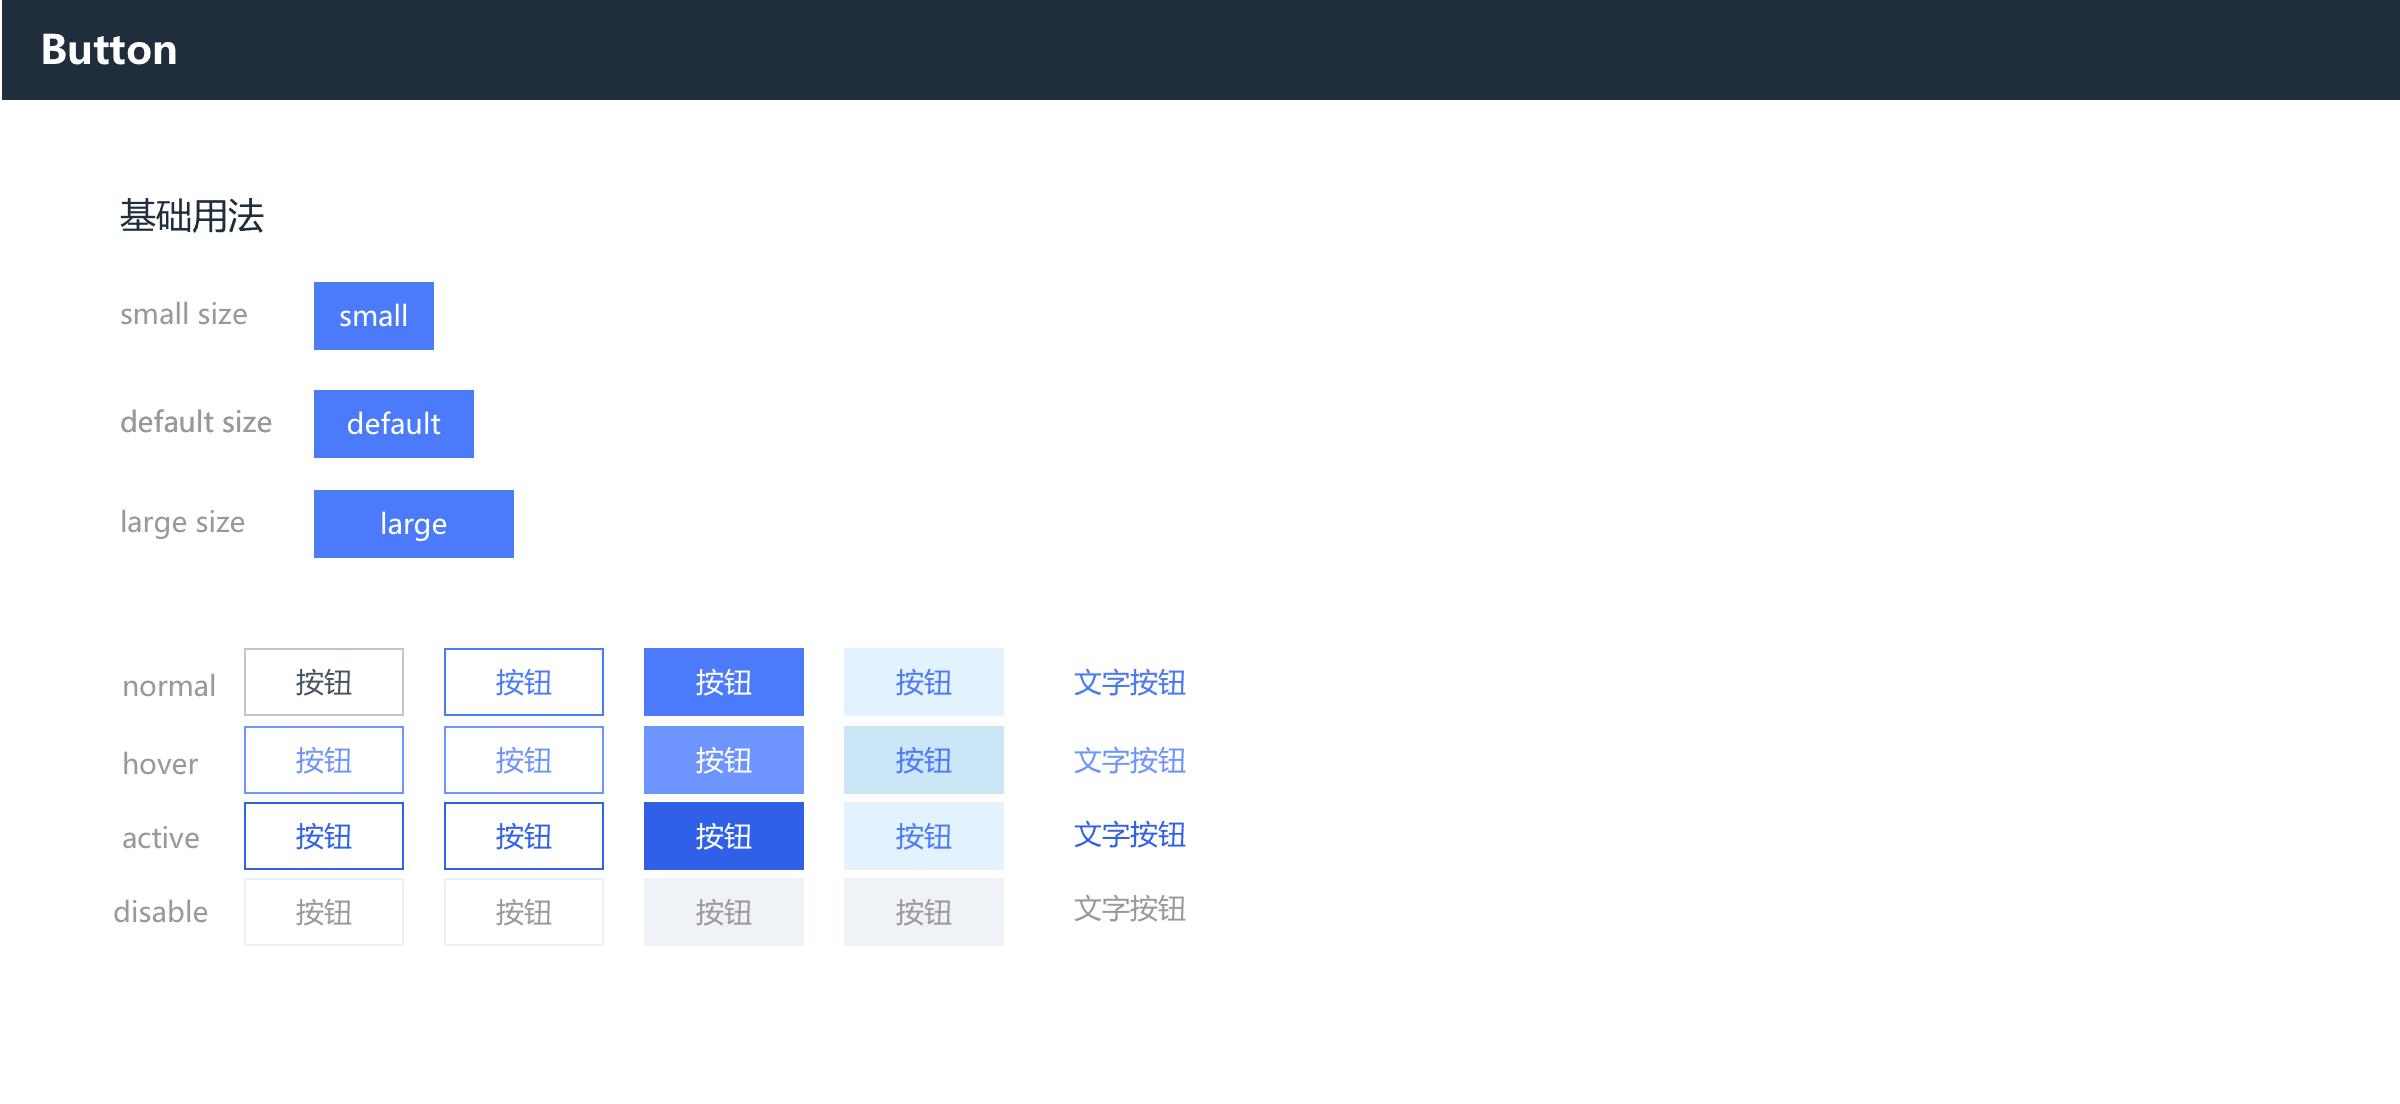 Button
基础用法
small size small
default size default
large size large
normal 按钮 按钮 按钮 按钮 文字按钮
hover 按钮 按钮 按钮 按钮 文字按钮
active 按钮 按钮 按钮 按钮 文字按钮
disable 按钮 按钮 按钮 按钮 文字按钮